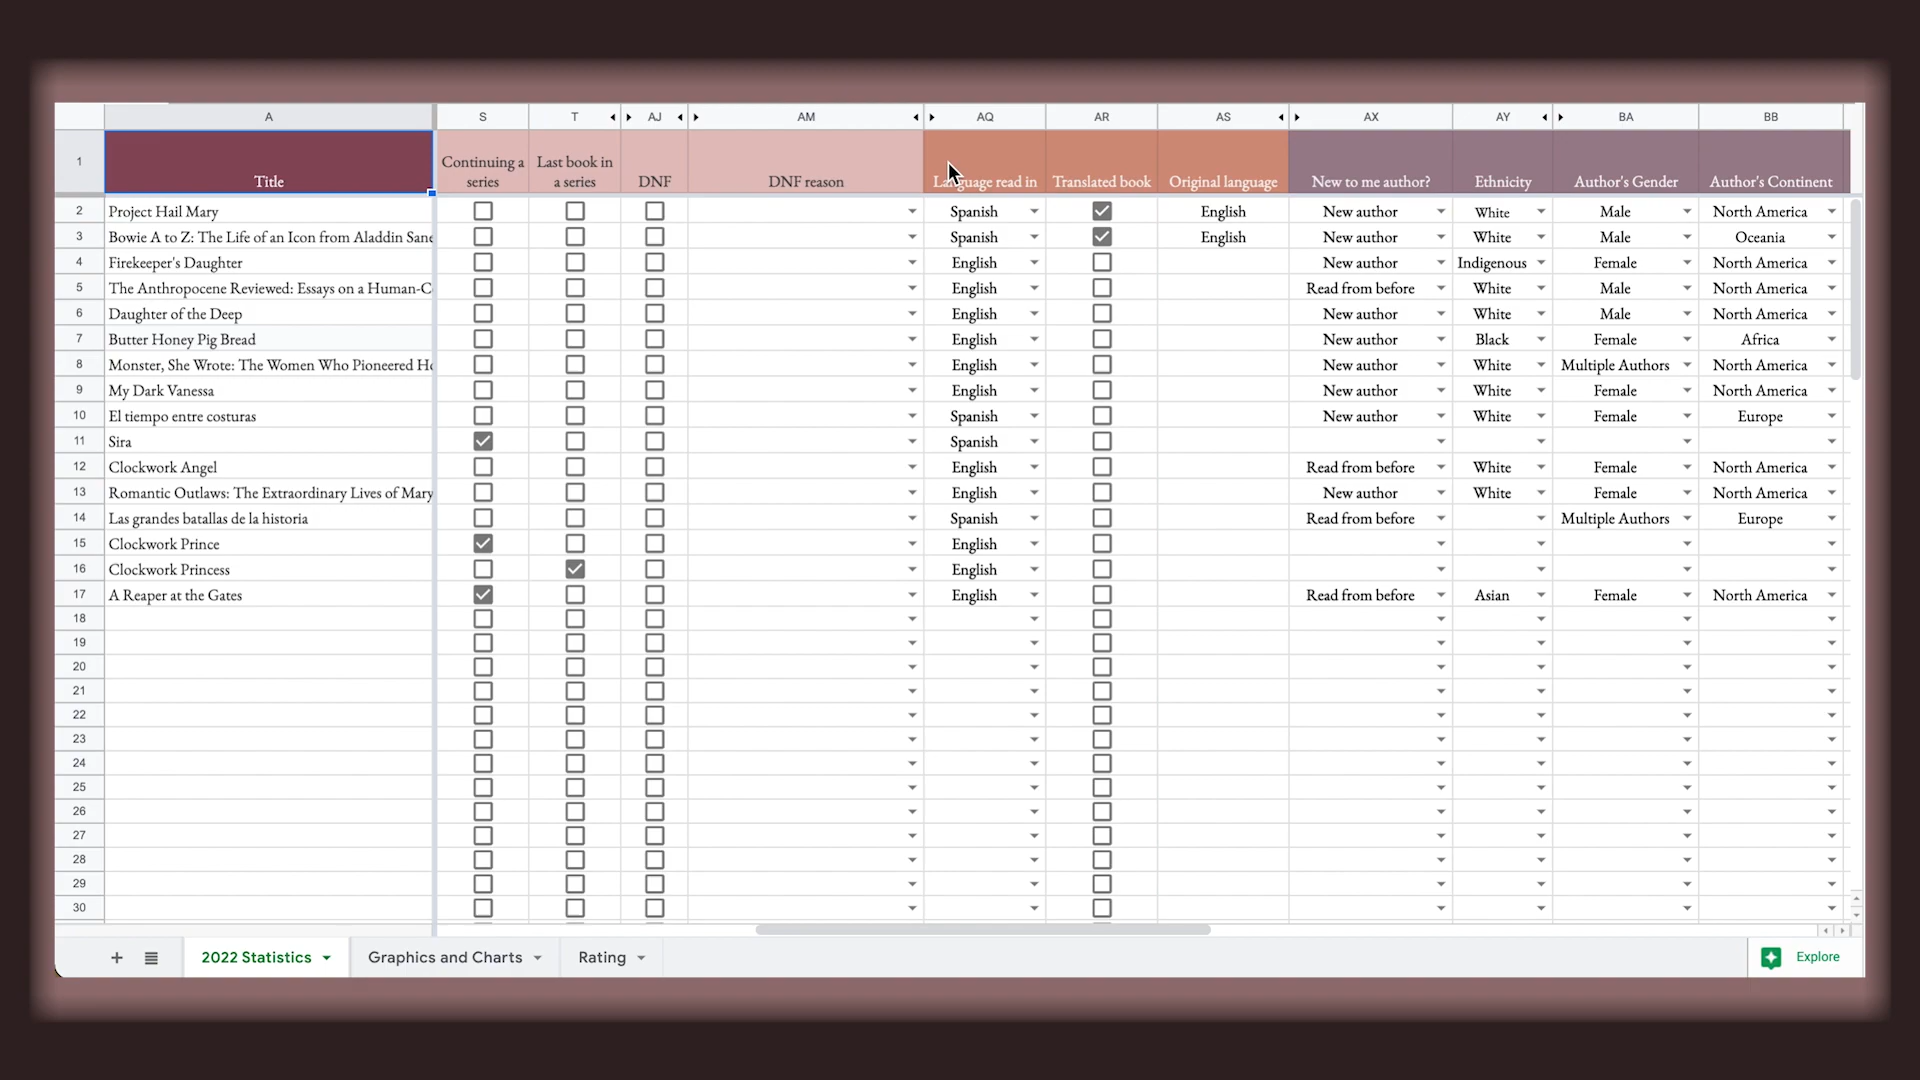 A S T AJ AM AQ AR AS AX AY BA BB
1 Title Continuing a series Last book in a series DNF DNF reason Language read in Translated book Original language New to me author? Ethnicity Author's Gender Author's Continent
2 Project Hail Mary Spanish English New author White Male North America
3 Bowie A to Z: The Life of an Icon from Aladdin Sane Spanish English New author White Male Oceania
4 Firekeeper's Daughter English New author Indigenous Female North America
5 The Anthropocene Reviewed: Essays on a Human-C English Read from before White Male North America
6 Daughter of the Deep English New author White Male North America
7 Butter Honey Pig Bread English New author Black Female Africa
8 Monster, She Wrote: The Women Who Pioneered Ho English New author White Multiple Authors North America
9 My Dark Vanessa English New author White Female North America
10 El tiempo entre costuras Spanish New author White Female Europe
11 Sira Spanish
12 Clockwork Angel English Read from before White Female North America
13 Romantic Outlaws: The Extraordinary Lives of Mary English New author White Female North America
14 Las grandes batallas de la historia Spanish Read from before Multiple Authors Europe
15 Clockwork Prince English
16 Clockwork Princess English
17 A Reaper at the Gates English Read from before Asian Female North America
18
19
20
21
22
23
24
25
26
27
28
29
30
2022 Statistics Graphics and Charts Rating Explore